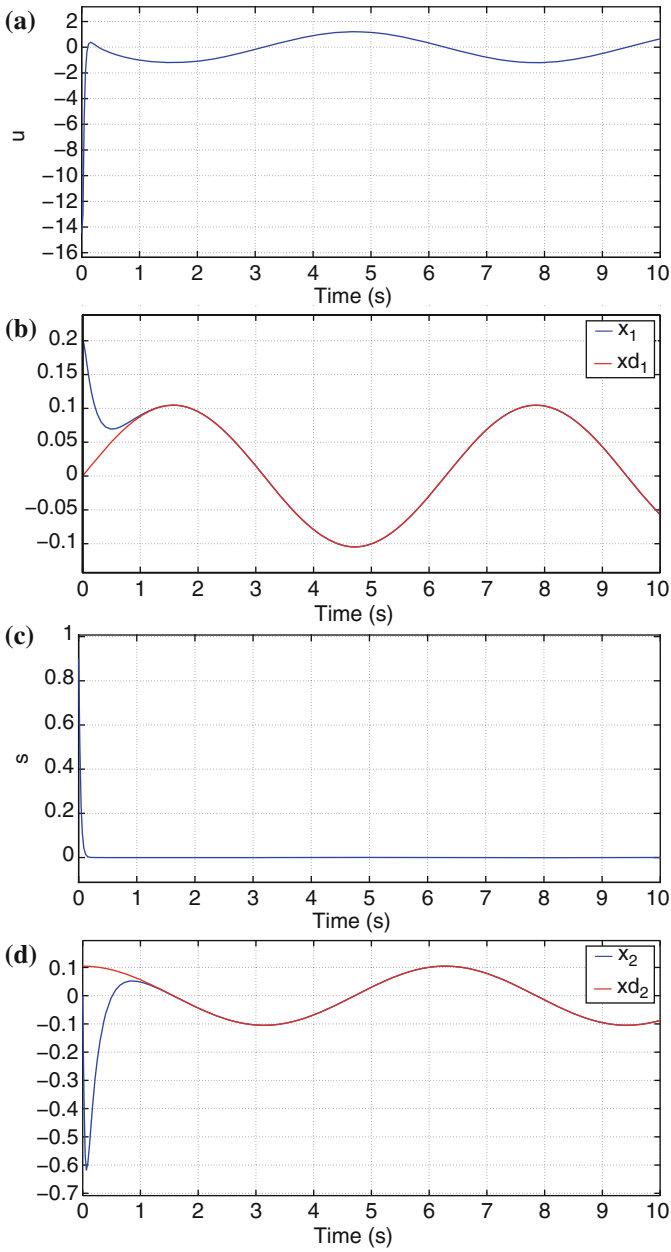 (a)
2
0
−2
−4
−6
−8
−10
−12
−14
−16
u
0 1 2 3 4 5 6 7 8 9 10
Time (s)
(b)
0.2
0.15
0.1
0.05
0
−0.05
−0.1
x1
xd1
0 1 2 3 4 5 6 7 8 9 10
Time (s)
(c)
1
0.8
0.6
0.4
0.2
0
s
0 1 2 3 4 5 6 7 8 9 10
Time (s)
(d)
0.1
0
−0.1
−0.2
−0.3
−0.4
−0.5
−0.6
−0.7
x2
xd2
0 1 2 3 4 5 6 7 8 9 10
Time (s)